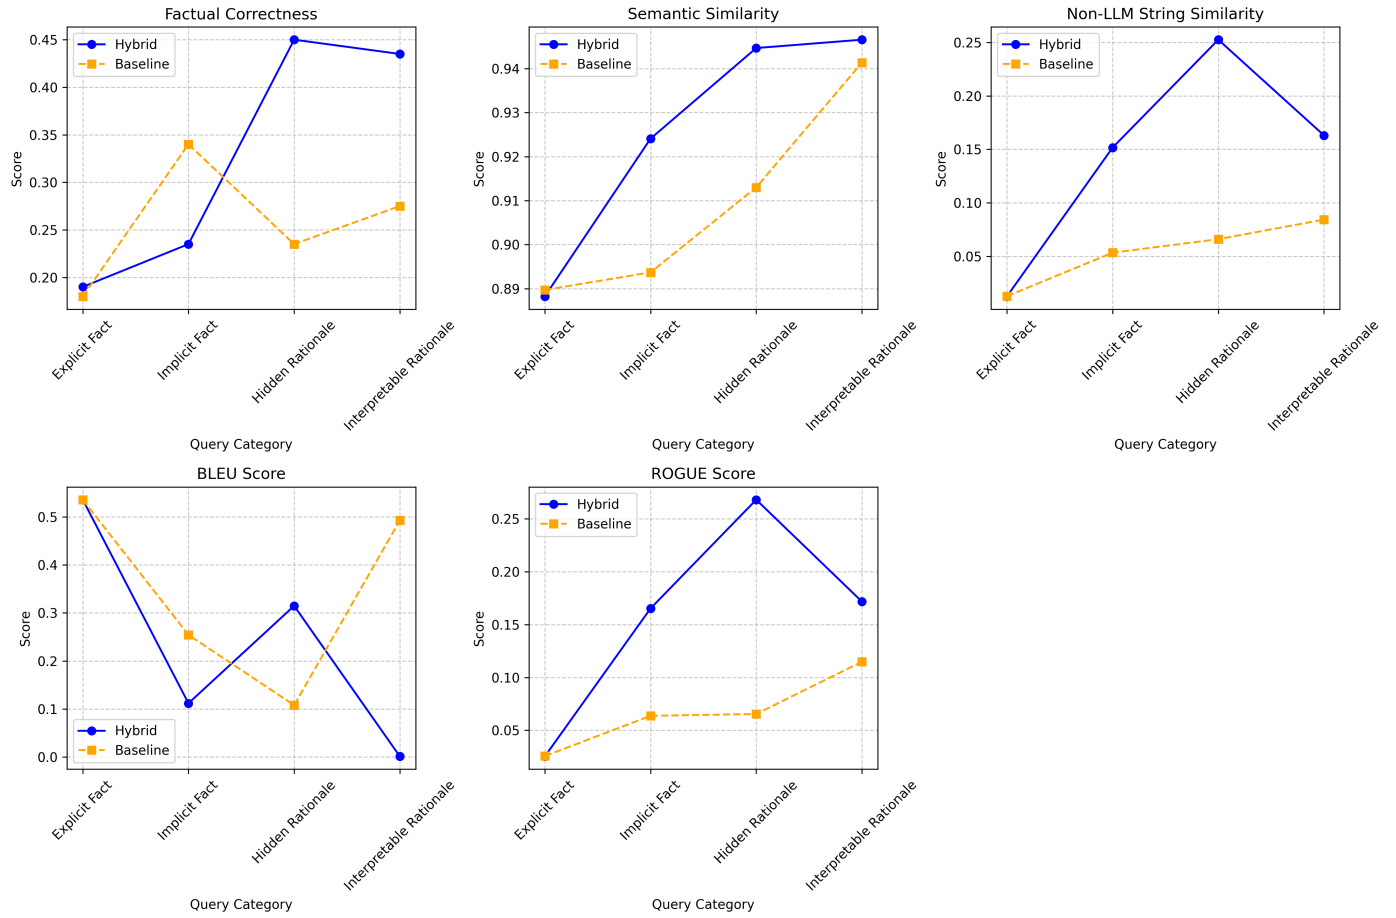 Factual Correctness
Score
0.45
0.40
0.35
0.30
0.25
0.20
Hybrid
Baseline
Explicit Fact
Implicit Fact
Hidden Rationale
Interpretable Rationale
Query Category
Semantic Similarity
Score
0.94
0.93
0.92
0.91
0.90
0.89
Hybrid
Baseline
Explicit Fact
Implicit Fact
Hidden Rationale
Interpretable Rationale
Query Category
Non-LLM String Similarity
Score
0.25
0.20
0.15
0.10
0.05
Hybrid
Baseline
Explicit Fact
Implicit Fact
Hidden Rationale
Interpretable Rationale
Query Category
BLEU Score
Score
0.5
0.4
0.3
0.2
0.1
0.0
Hybrid
Baseline
Explicit Fact
Implicit Fact
Hidden Rationale
Interpretable Rationale
Query Category
ROGUE Score
Score
0.25
0.20
0.15
0.10
0.05
Hybrid
Baseline
Explicit Fact
Implicit Fact
Hidden Rationale
Interpretable Rationale
Query Category